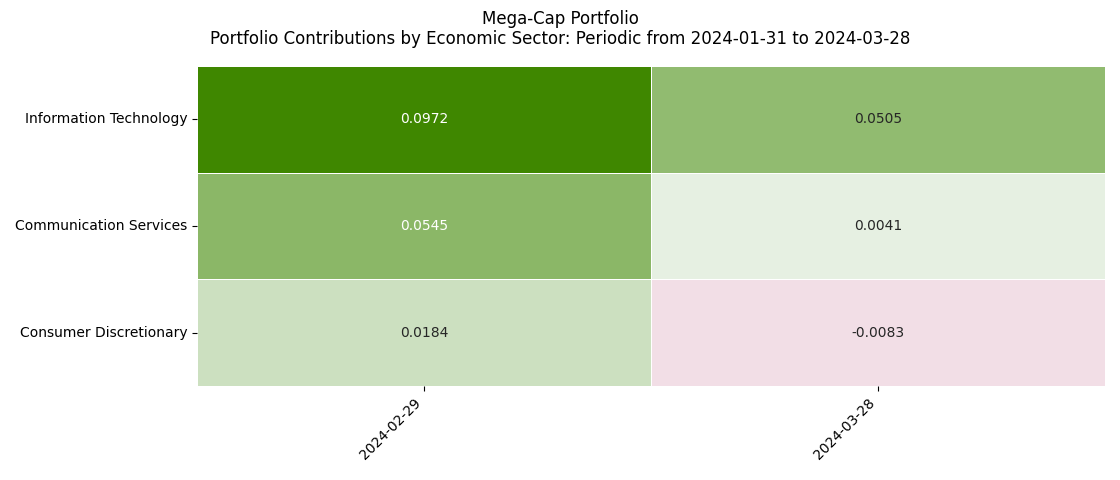 Mega-Cap Portfolio
Portfolio Contributions by Economic Sector: Periodic from 2024-01-31 to 2024-03-28
Information Technology 0.0972 0.0505
Communication Services 0.0545 0.0041
Consumer Discretionary 0.0184 -0.0083
2024-02-29 2024-03-28